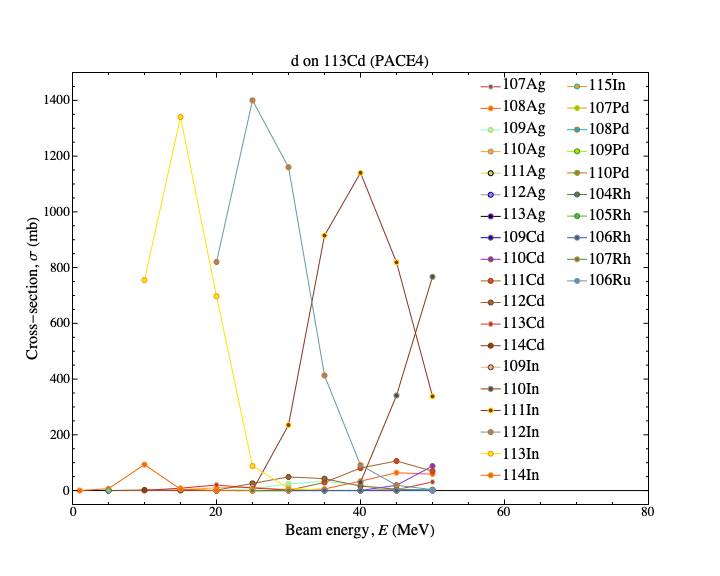 d on 113Cd (PACE4)
Cross-section, σ (mb)
1400
1200
1000
800
600
400
200
0
0
20
40
60
80
Beam energy, E (MeV)
107Ag
108Ag
109Ag
110Ag
111Ag
112Ag
113Ag
109Cd
110Cd
111Cd
112Cd
113Cd
114Cd
109In
110In
111In
112In
113In
114In
115In
107Pd
108Pd
109Pd
110Pd
104Rh
105Rh
106Rh
107Rh
106Ru